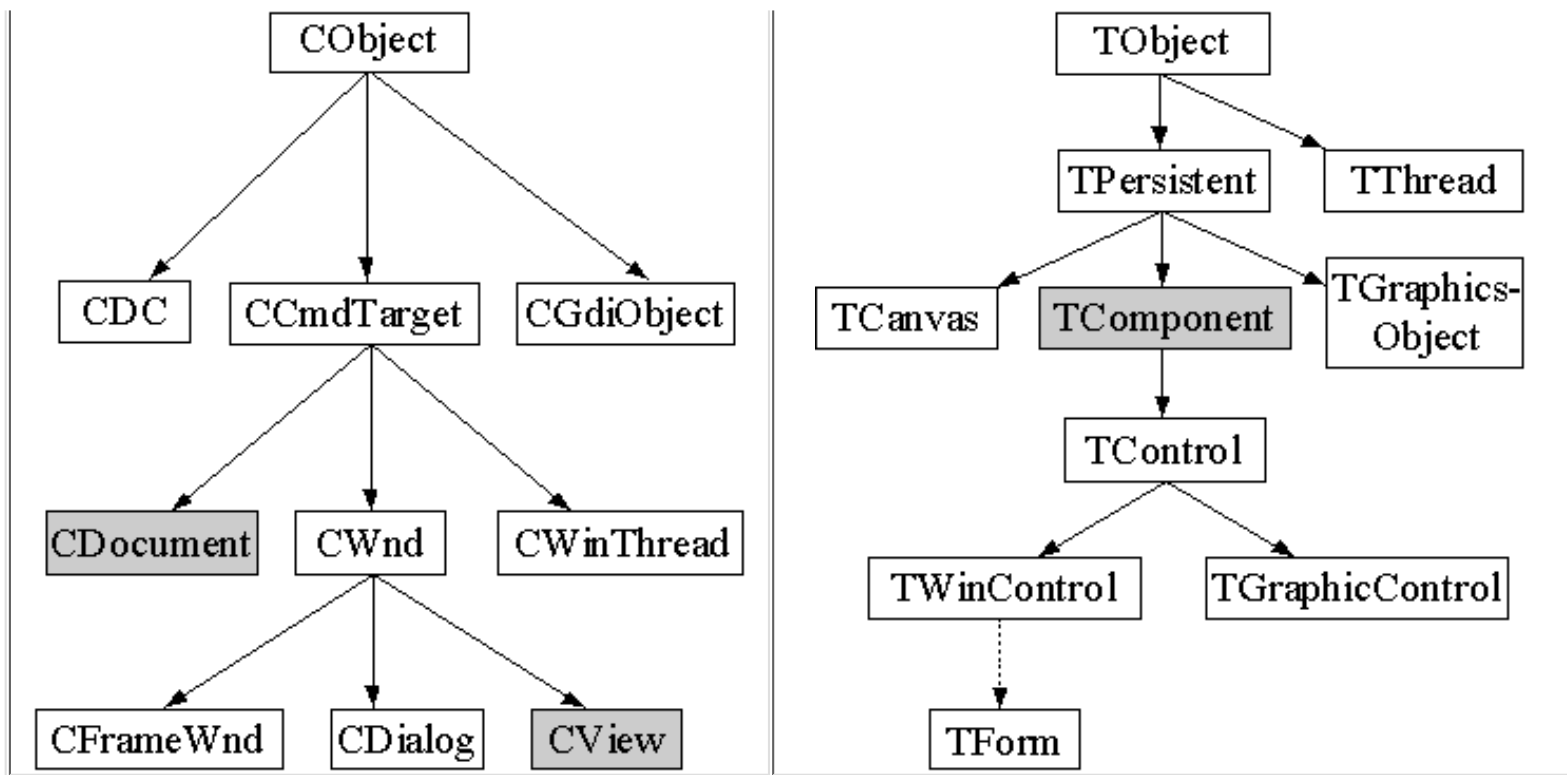 CObject
CDC
CCmdTarget
CGdiObject
CDocument
CWnd
CWinThread
CFrameWnd
CDialog
CView
TObject
TPersistent
TThread
TCanvas
TComponent
TGraphics-
Object
TControl
TWinControl
TGraphicControl
TForm